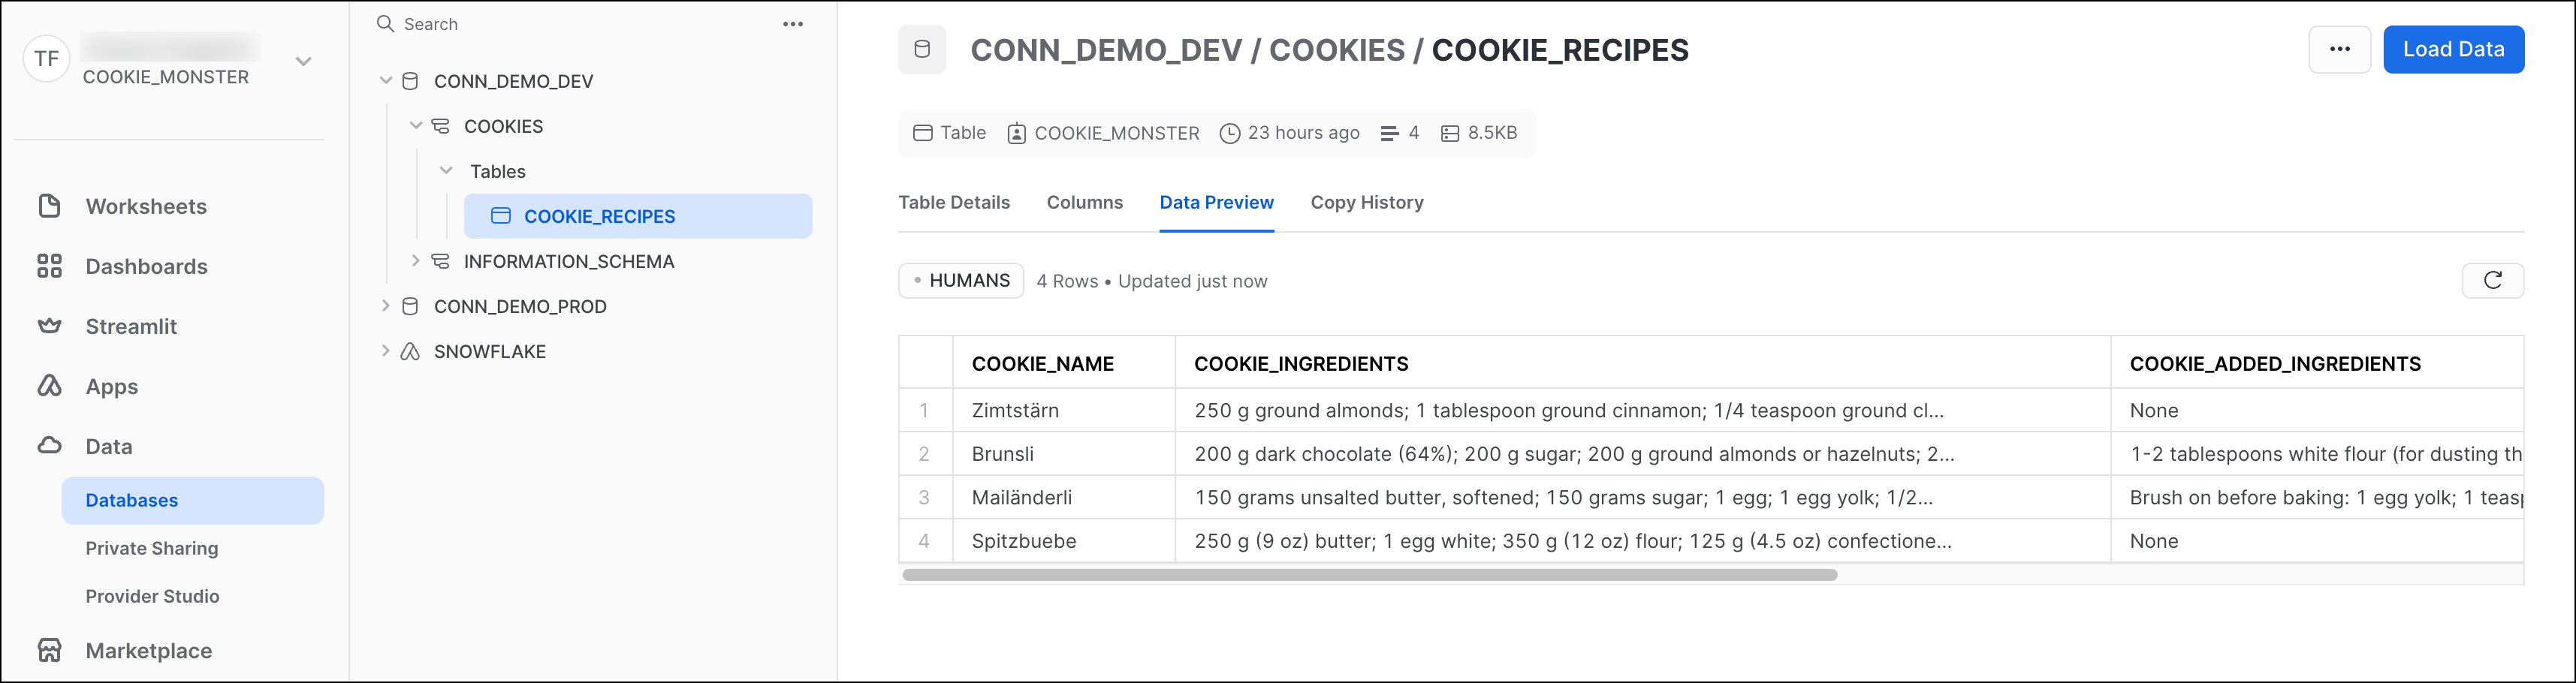 TF
COOKIE_MONSTER
Worksheets
Dashboards
Streamlit
Apps
Data
Databases
Private Sharing
Provider Studio
Marketplace
Search
CONN_DEMO_DEV
COOKIES
Tables
COOKIE_RECIPES
INFORMATION_SCHEMA
CONN_DEMO_PROD
SNOWFLAKE
CONN_DEMO_DEV / COOKIES / COOKIE_RECIPES
Load Data
Table COOKIE_MONSTER 23 hours ago 4 8.5KB
Table Details Columns Data Preview Copy History
• HUMANS 4 Rows • Updated just now
COOKIE_NAME COOKIE_INGREDIENTS COOKIE_ADDED_INGREDIENTS
1 Zimtstärn 250 g ground almonds; 1 tablespoon ground cinnamon; 1/4 teaspoon ground cl... None
2 Brunsli 200 g dark chocolate (64%); 200 g sugar; 200 g ground almonds or hazelnuts; 2... 1-2 tablespoons white flour (for dusting th
3 Mailänderli 150 grams unsalted butter, softened; 150 grams sugar; 1 egg; 1 egg yolk; 1/2... Brush on before baking: 1 egg yolk; 1 teasp
4 Spitzbuebe 250 g (9 oz) butter; 1 egg white; 350 g (12 oz) flour; 125 g (4.5 oz) confectione... None